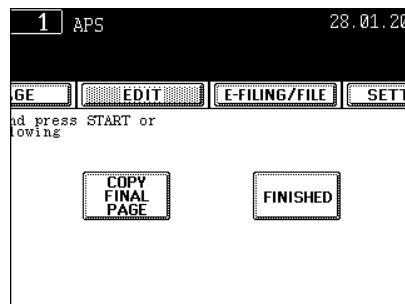 1 APS 28.01.20
GE EDIT E-FILING/FILE SETT
nd press START or
lowing
COPY
FINAL
PAGE
FINISHED